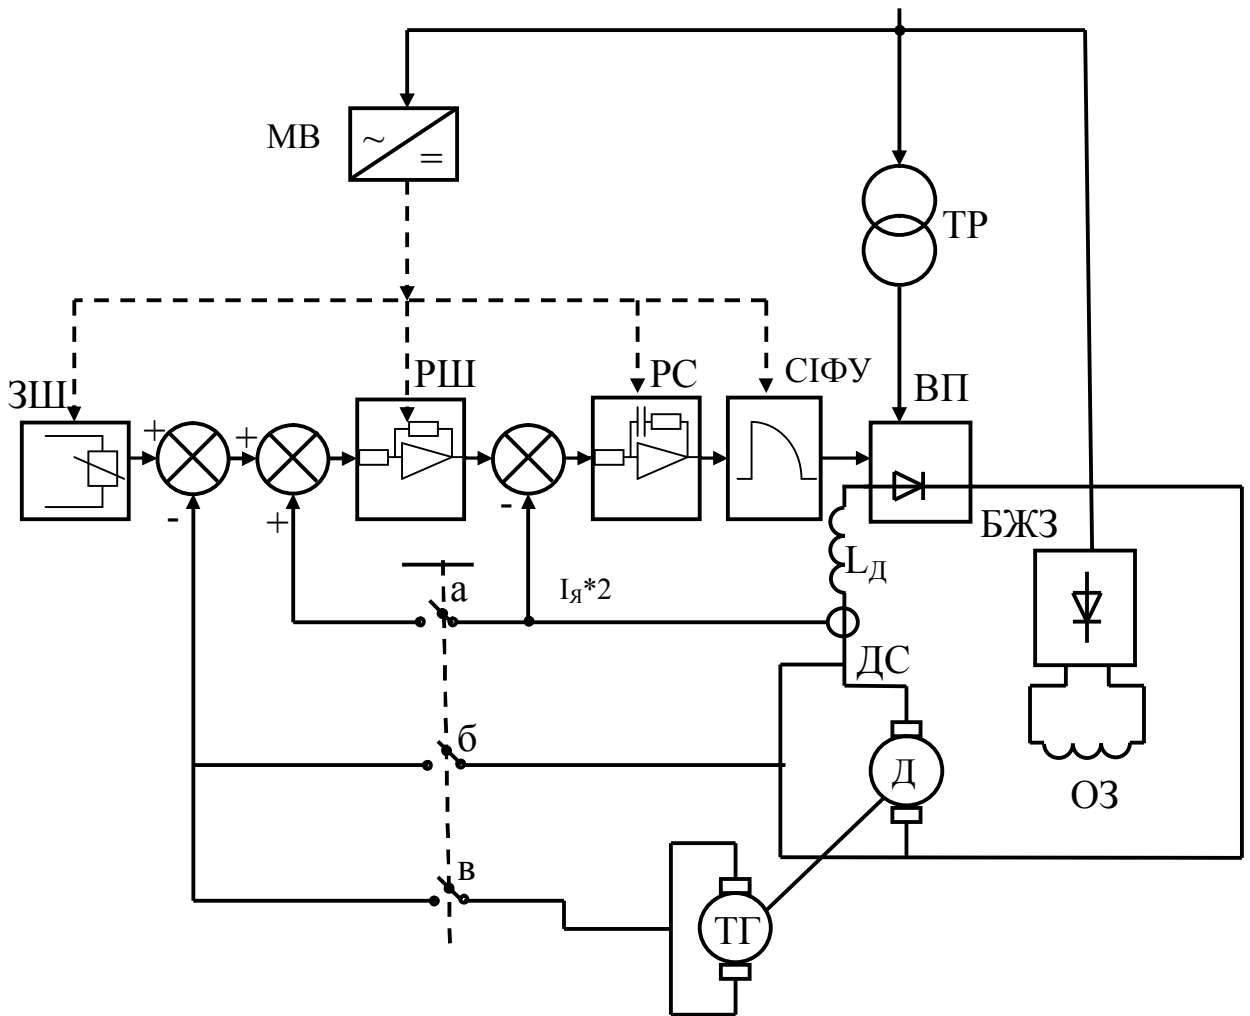 МВ
~
=
ТР
ЗШ
РШ
РС
СІФУ
ВП
+
+
-
+
-
БЖЗ
LД
а
IЯ*2
ДС
б
Д
ОЗ
в
ТГ